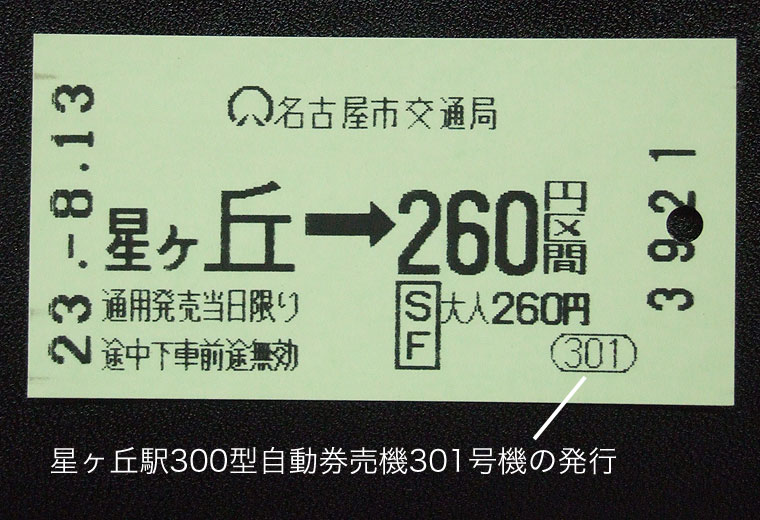 名古屋市交通局
星ヶ丘→260円区間
通用発売当日限り
SF大人260円
途中下車前途無効
301
23.-8.13
3921
星ヶ丘駅300型自動券売機301号機の発行